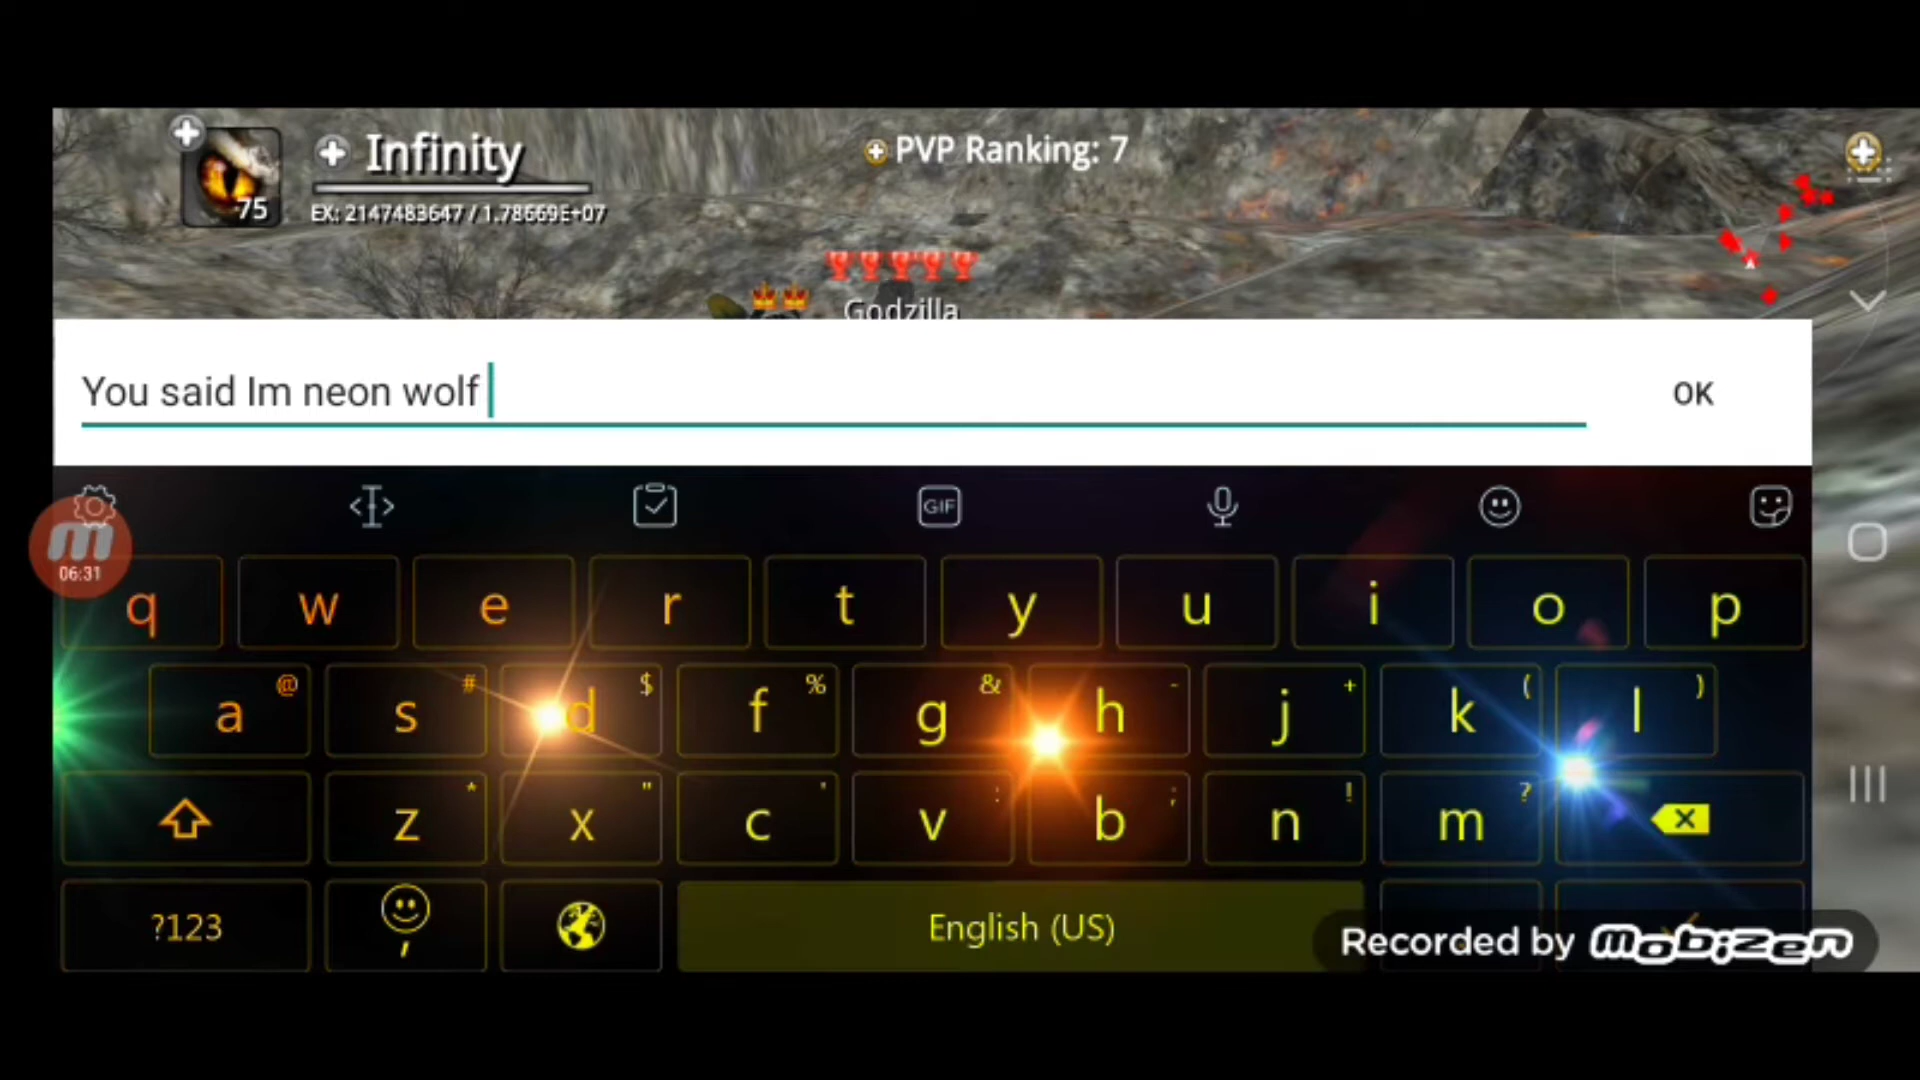 Infinity
PVP Ranking: 7
75
EX: 2147483647 / 1.78669E+07
Godzilla
You said Im neon wolf
OK
GIF
06:31
q w e r t y u i o p
@ # $ % & - + ( )
a s d f g h j k l
* " ' : ; ! ?
z x c v b n m
?123
,
English (US)
Recorded by mobizen